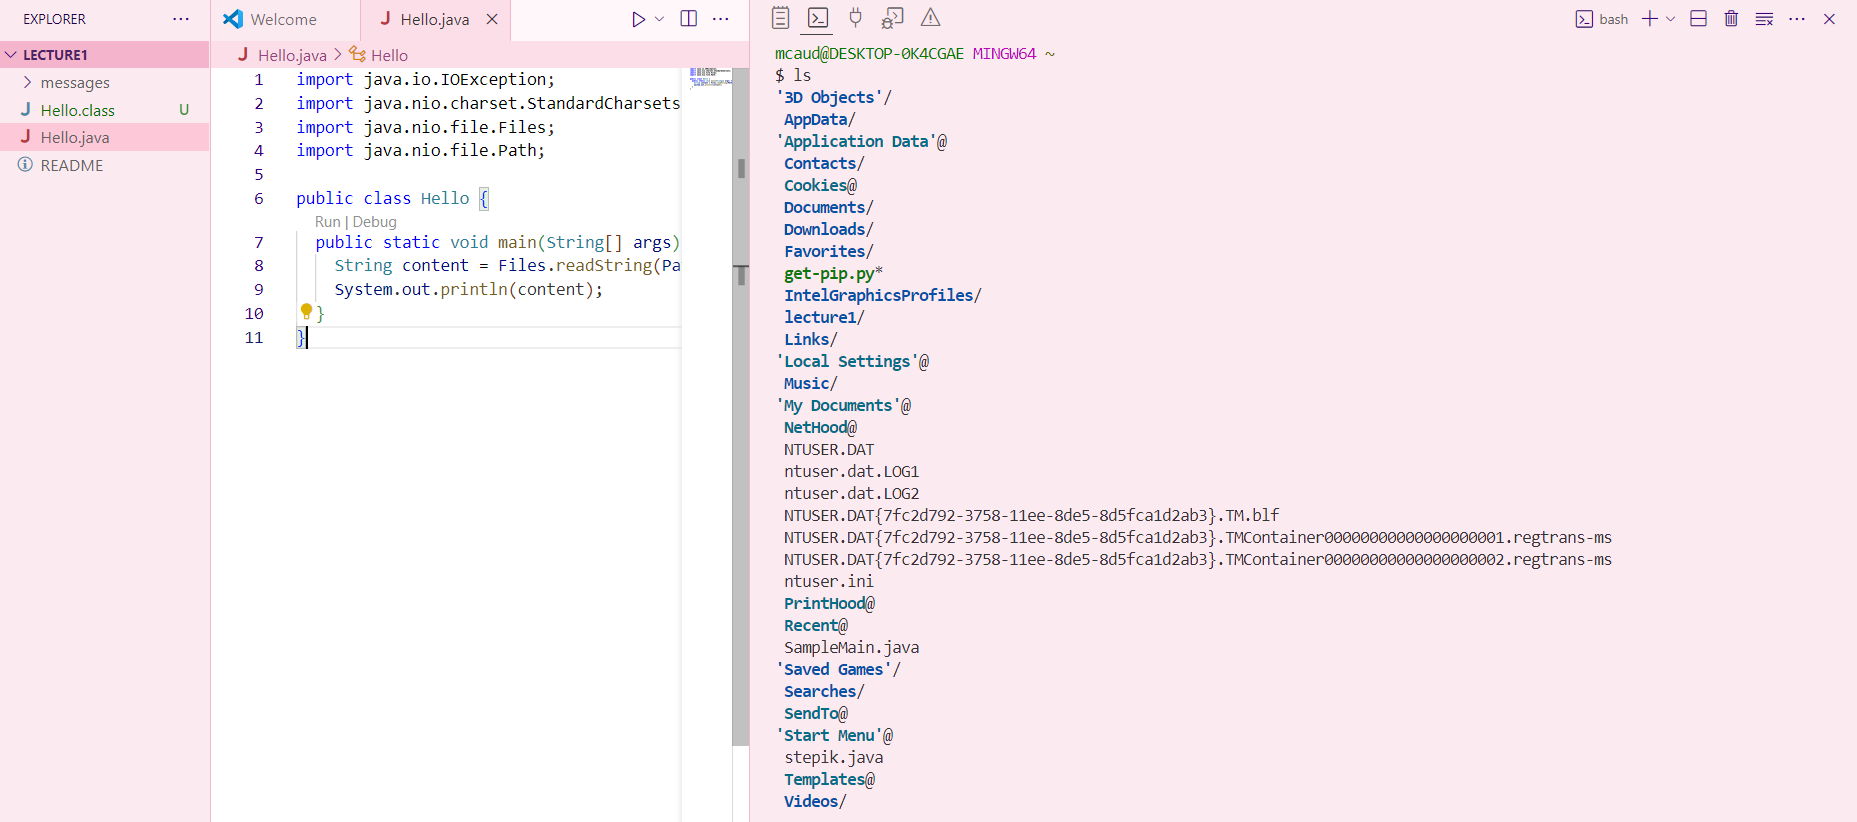 EXPLORER
LECTURE1
messages
Hello.class U
Hello.java
README
Welcome
Hello.java
Hello.java > Hello
1 import java.io.IOException;
2 import java.nio.charset.StandardCharsets
3 import java.nio.file.Files;
4 import java.nio.file.Path;
5
6 public class Hello {
Run | Debug
7 public static void main(String[] args)
8 String content = Files.readString(Pa
9 System.out.println(content);
10 }
11 }
bash
mcaud@DESKTOP-0K4CGAE MINGW64 ~
$ ls
'3D Objects'/
AppData/
'Application Data'@
Contacts/
Cookies@
Documents/
Downloads/
Favorites/
get-pip.py*
IntelGraphicsProfiles/
lecture1/
Links/
'Local Settings'@
Music/
'My Documents'@
NetHood@
NTUSER.DAT
ntuser.dat.LOG1
ntuser.dat.LOG2
NTUSER.DAT{7fc2d792-3758-11ee-8de5-8d5fca1d2ab3}.TM.blf
NTUSER.DAT{7fc2d792-3758-11ee-8de5-8d5fca1d2ab3}.TMContainer00000000000000000001.regtrans-ms
NTUSER.DAT{7fc2d792-3758-11ee-8de5-8d5fca1d2ab3}.TMContainer00000000000000000002.regtrans-ms
ntuser.ini
PrintHood@
Recent@
SampleMain.java
'Saved Games'/
Searches/
SendTo@
'Start Menu'@
stepik.java
Templates@
Videos/